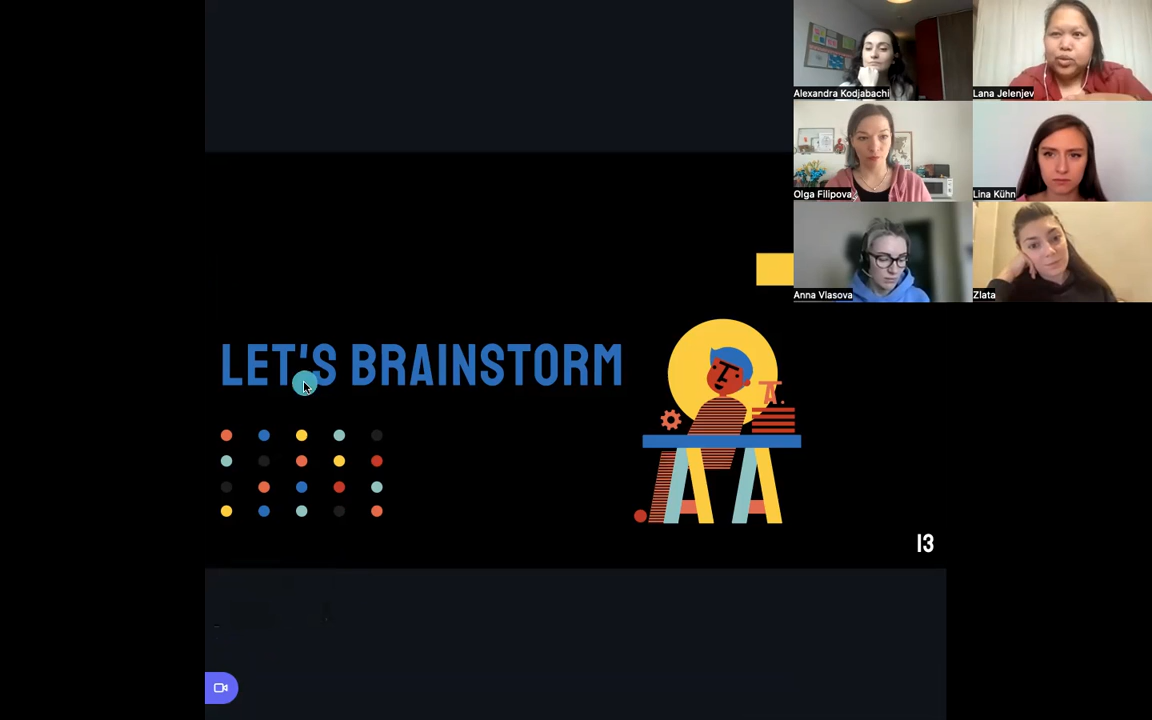 Alexandra Kodjabachi
Lana Jelenjev
Olga Filipova
Lina Kühn
Anna Vlasova
Zlata
LET'S BRAINSTORM
13